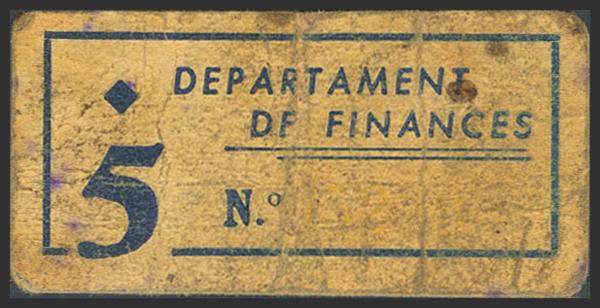 DEPARTAMENT
DE FINANCES
5
N.º